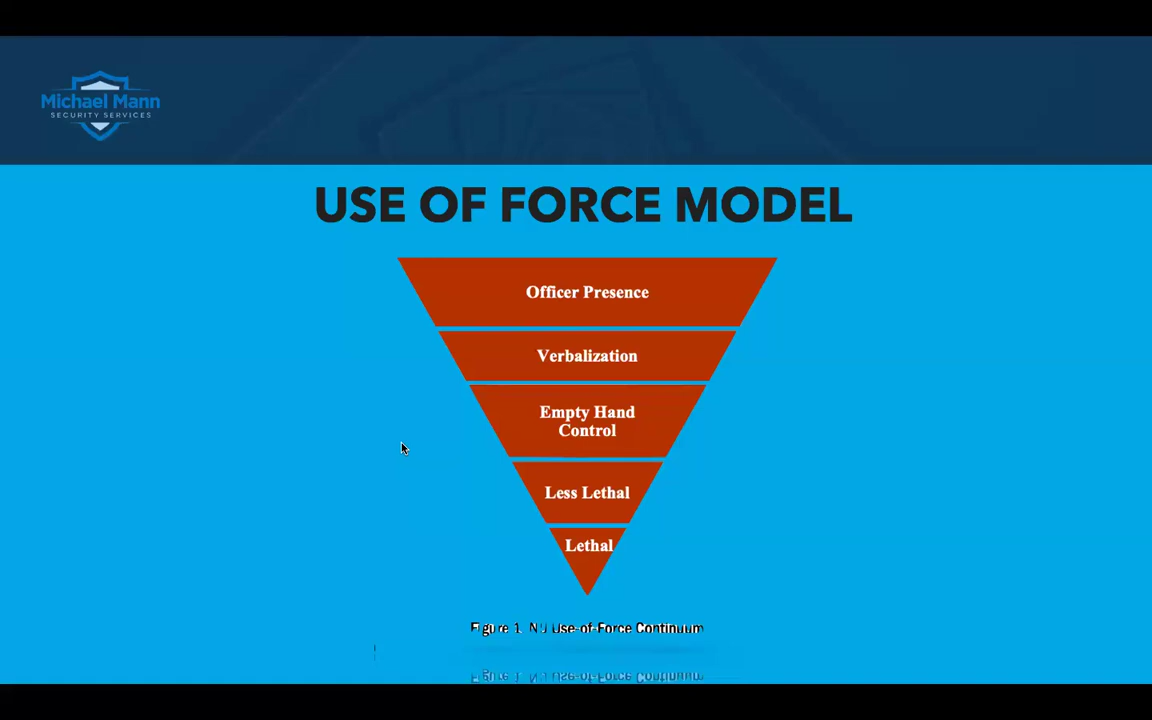 Michael Mann
SECURITY SERVICES
USE OF FORCE MODEL
Officer Presence
Verbalization
Empty Hand
Control
Less Lethal
Lethal
Figure 1. NIJ Use-of-Force Continuum